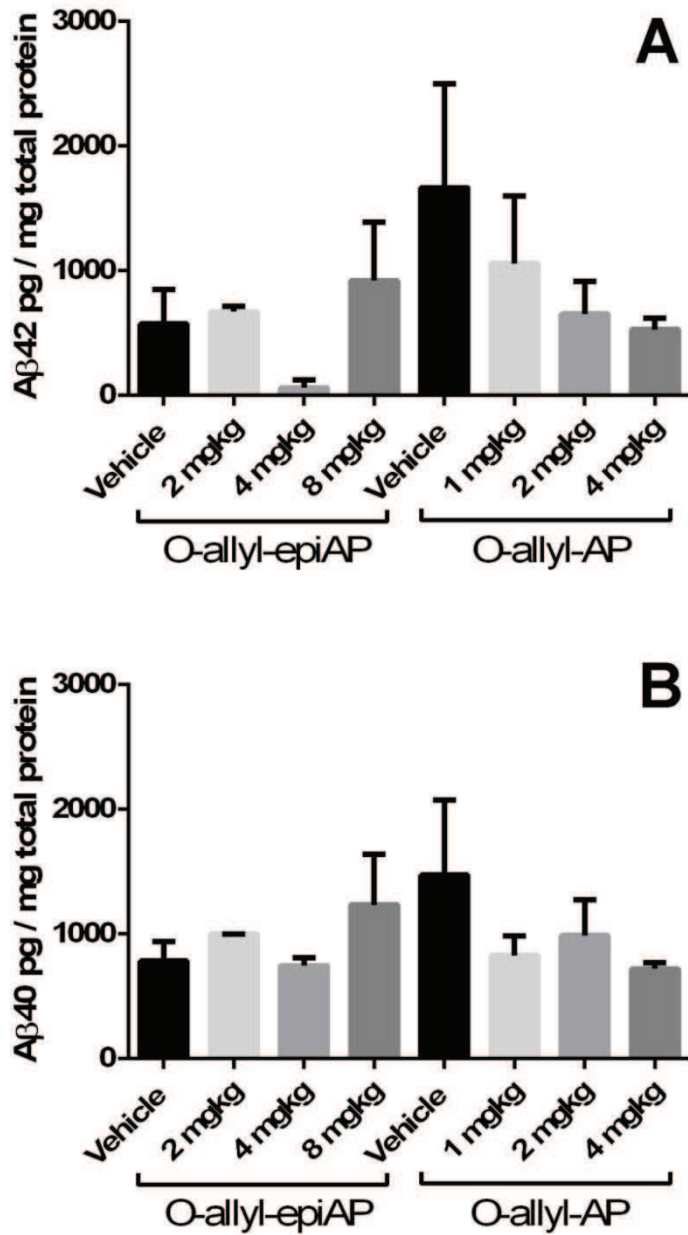 A
Aβ42 pg / mg total protein
3000
2000
1000
0
Vehicle
2 mgkg
4 mgkg
8 mgkg
Vehicle
1 mgkg
2 mgkg
4 mgkg
O-allyl-epiAP
O-allyl-AP
B
Aβ40 pg / mg total protein
3000
2000
1000
0
Vehicle
2 mgkg
4 mgkg
8 mgkg
Vehicle
1 mgkg
2 mgkg
4 mgkg
O-allyl-epiAP
O-allyl-AP